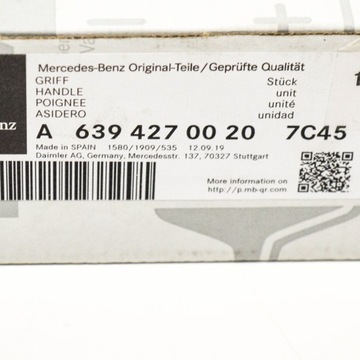 Mercedes-Benz Original-Teile/Geprüfte Qualität
GRIFF Stück
HANDLE unit
POIGNEE unité
ASIDERO unidad
nz
A 639 427 00 20 7C45
Made in SPAIN 1580/1909/535 12.09.19
Daimler AG, Germany, Mercedesstr. 137, 70327 Stuttgart
More information on
http://p.mb-qr.com